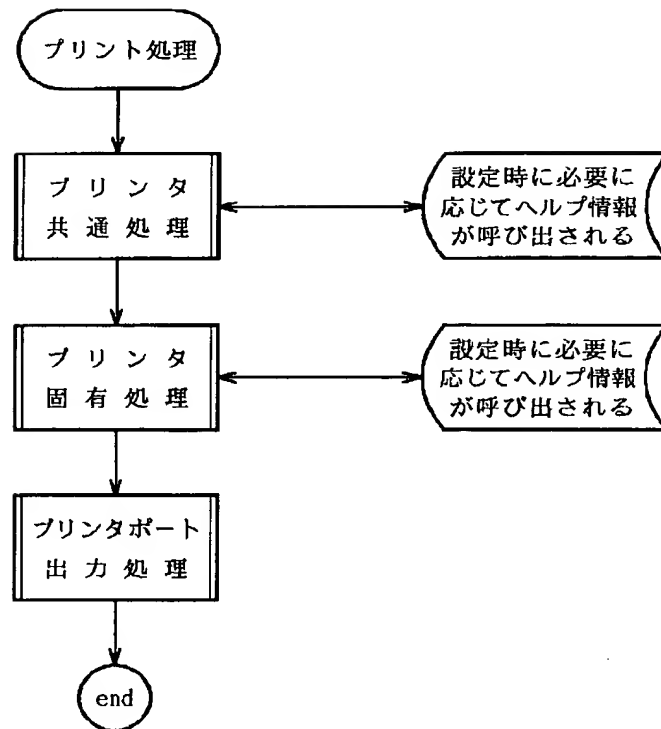 プリント処理
プリンタ
共通処理
設定時に必要に
応じてヘルプ情報
が呼び出される
プリンタ
固有処理
設定時に必要に
応じてヘルプ情報
が呼び出される
プリンタポート
出力処理
end